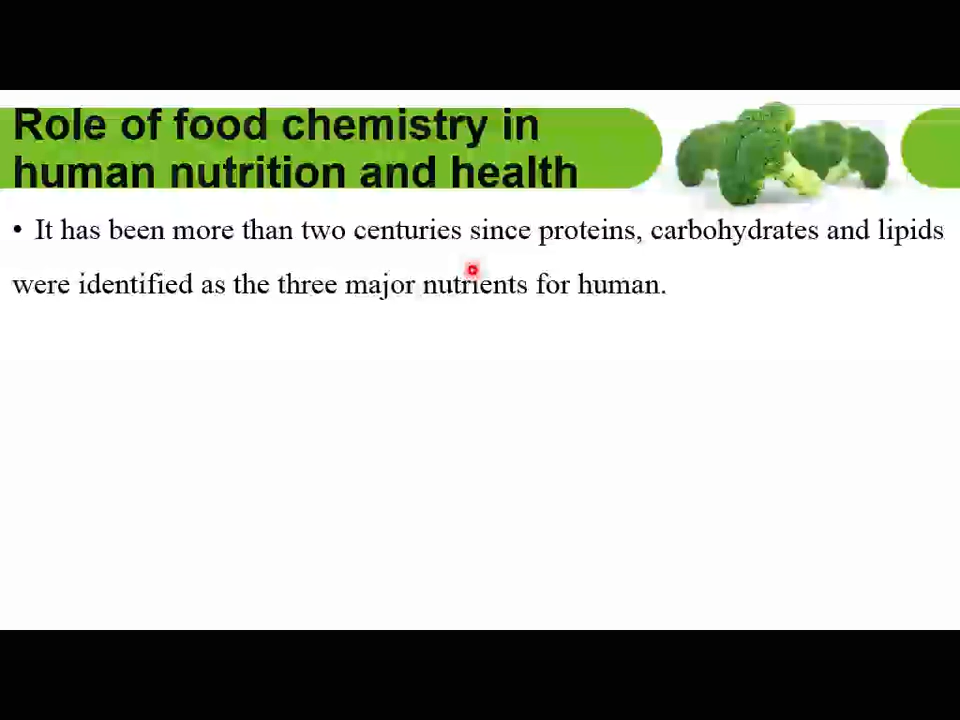 Role of food chemistry in
human nutrition and health
• It has been more than two centuries since proteins, carbohydrates and lipids
were identified as the three major nutrients for human.